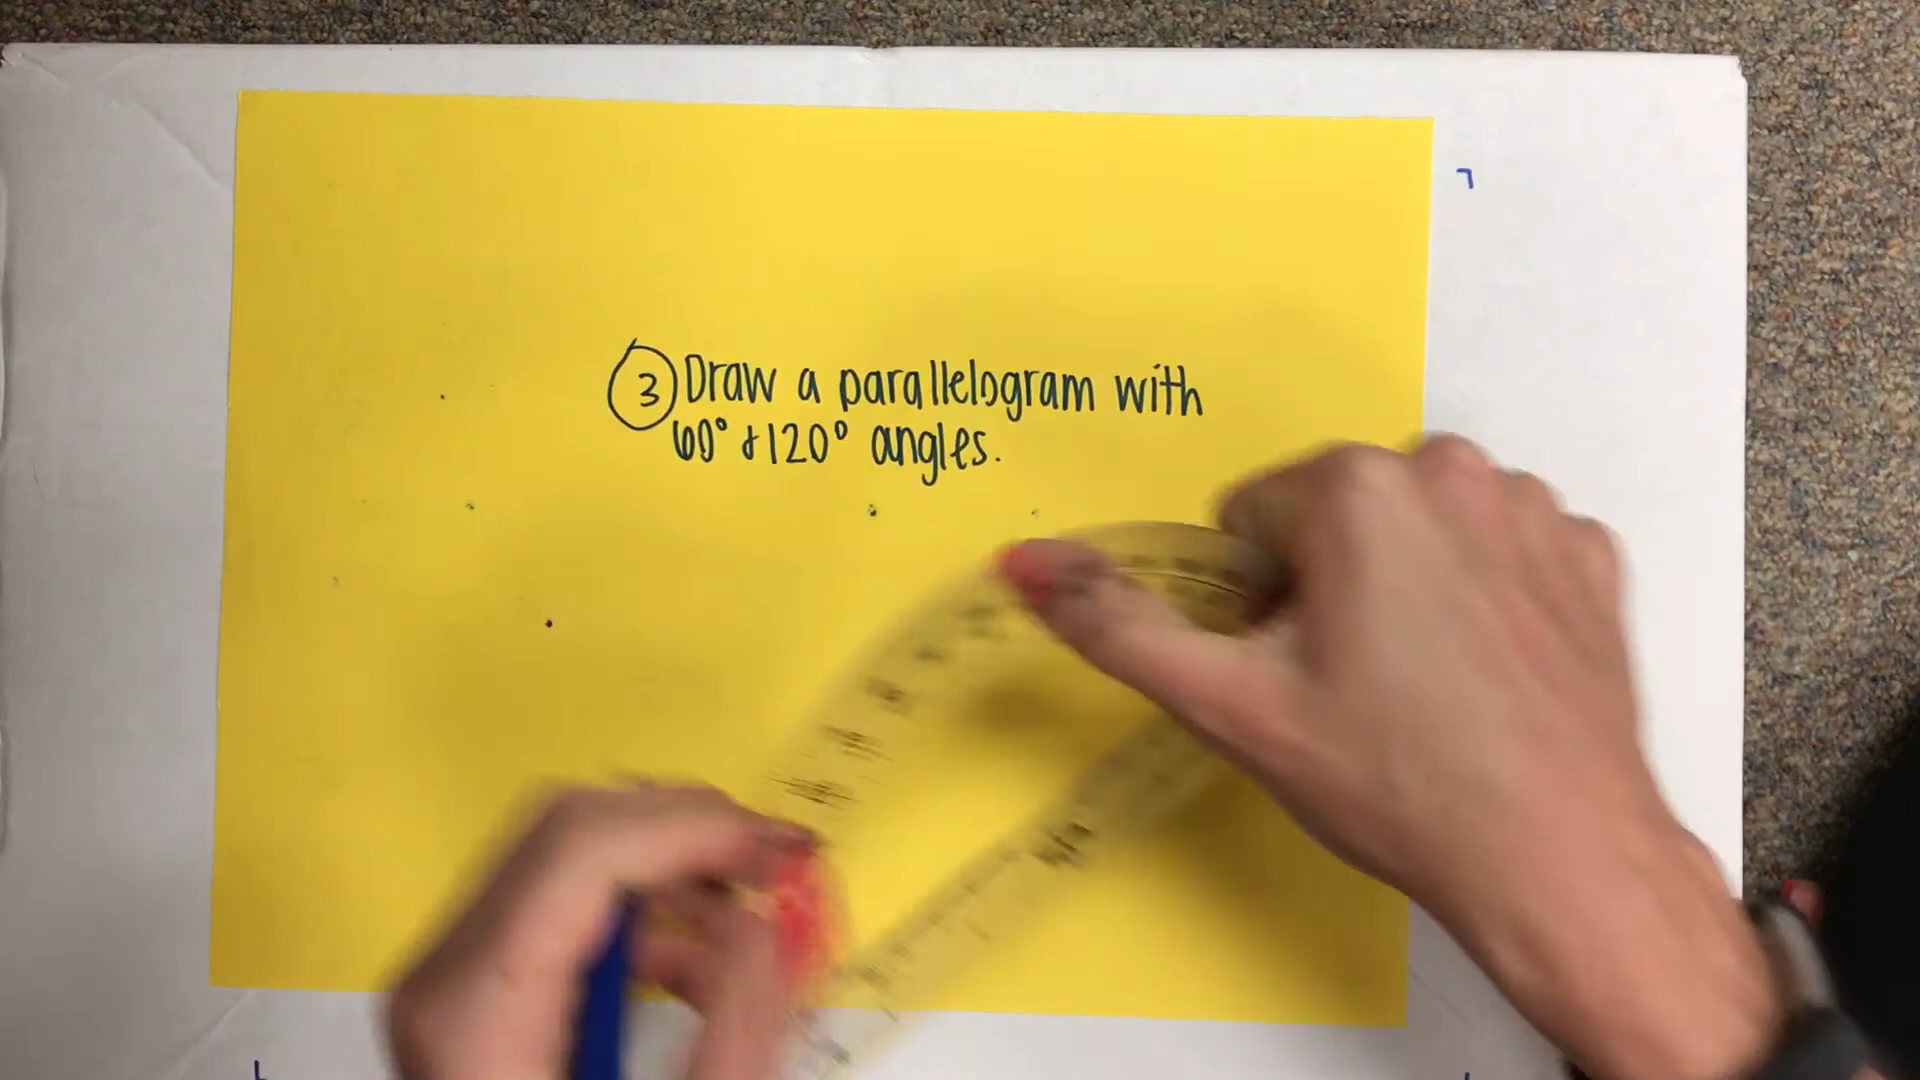 ③ Draw a parallelogram with
60° & 120° angles.